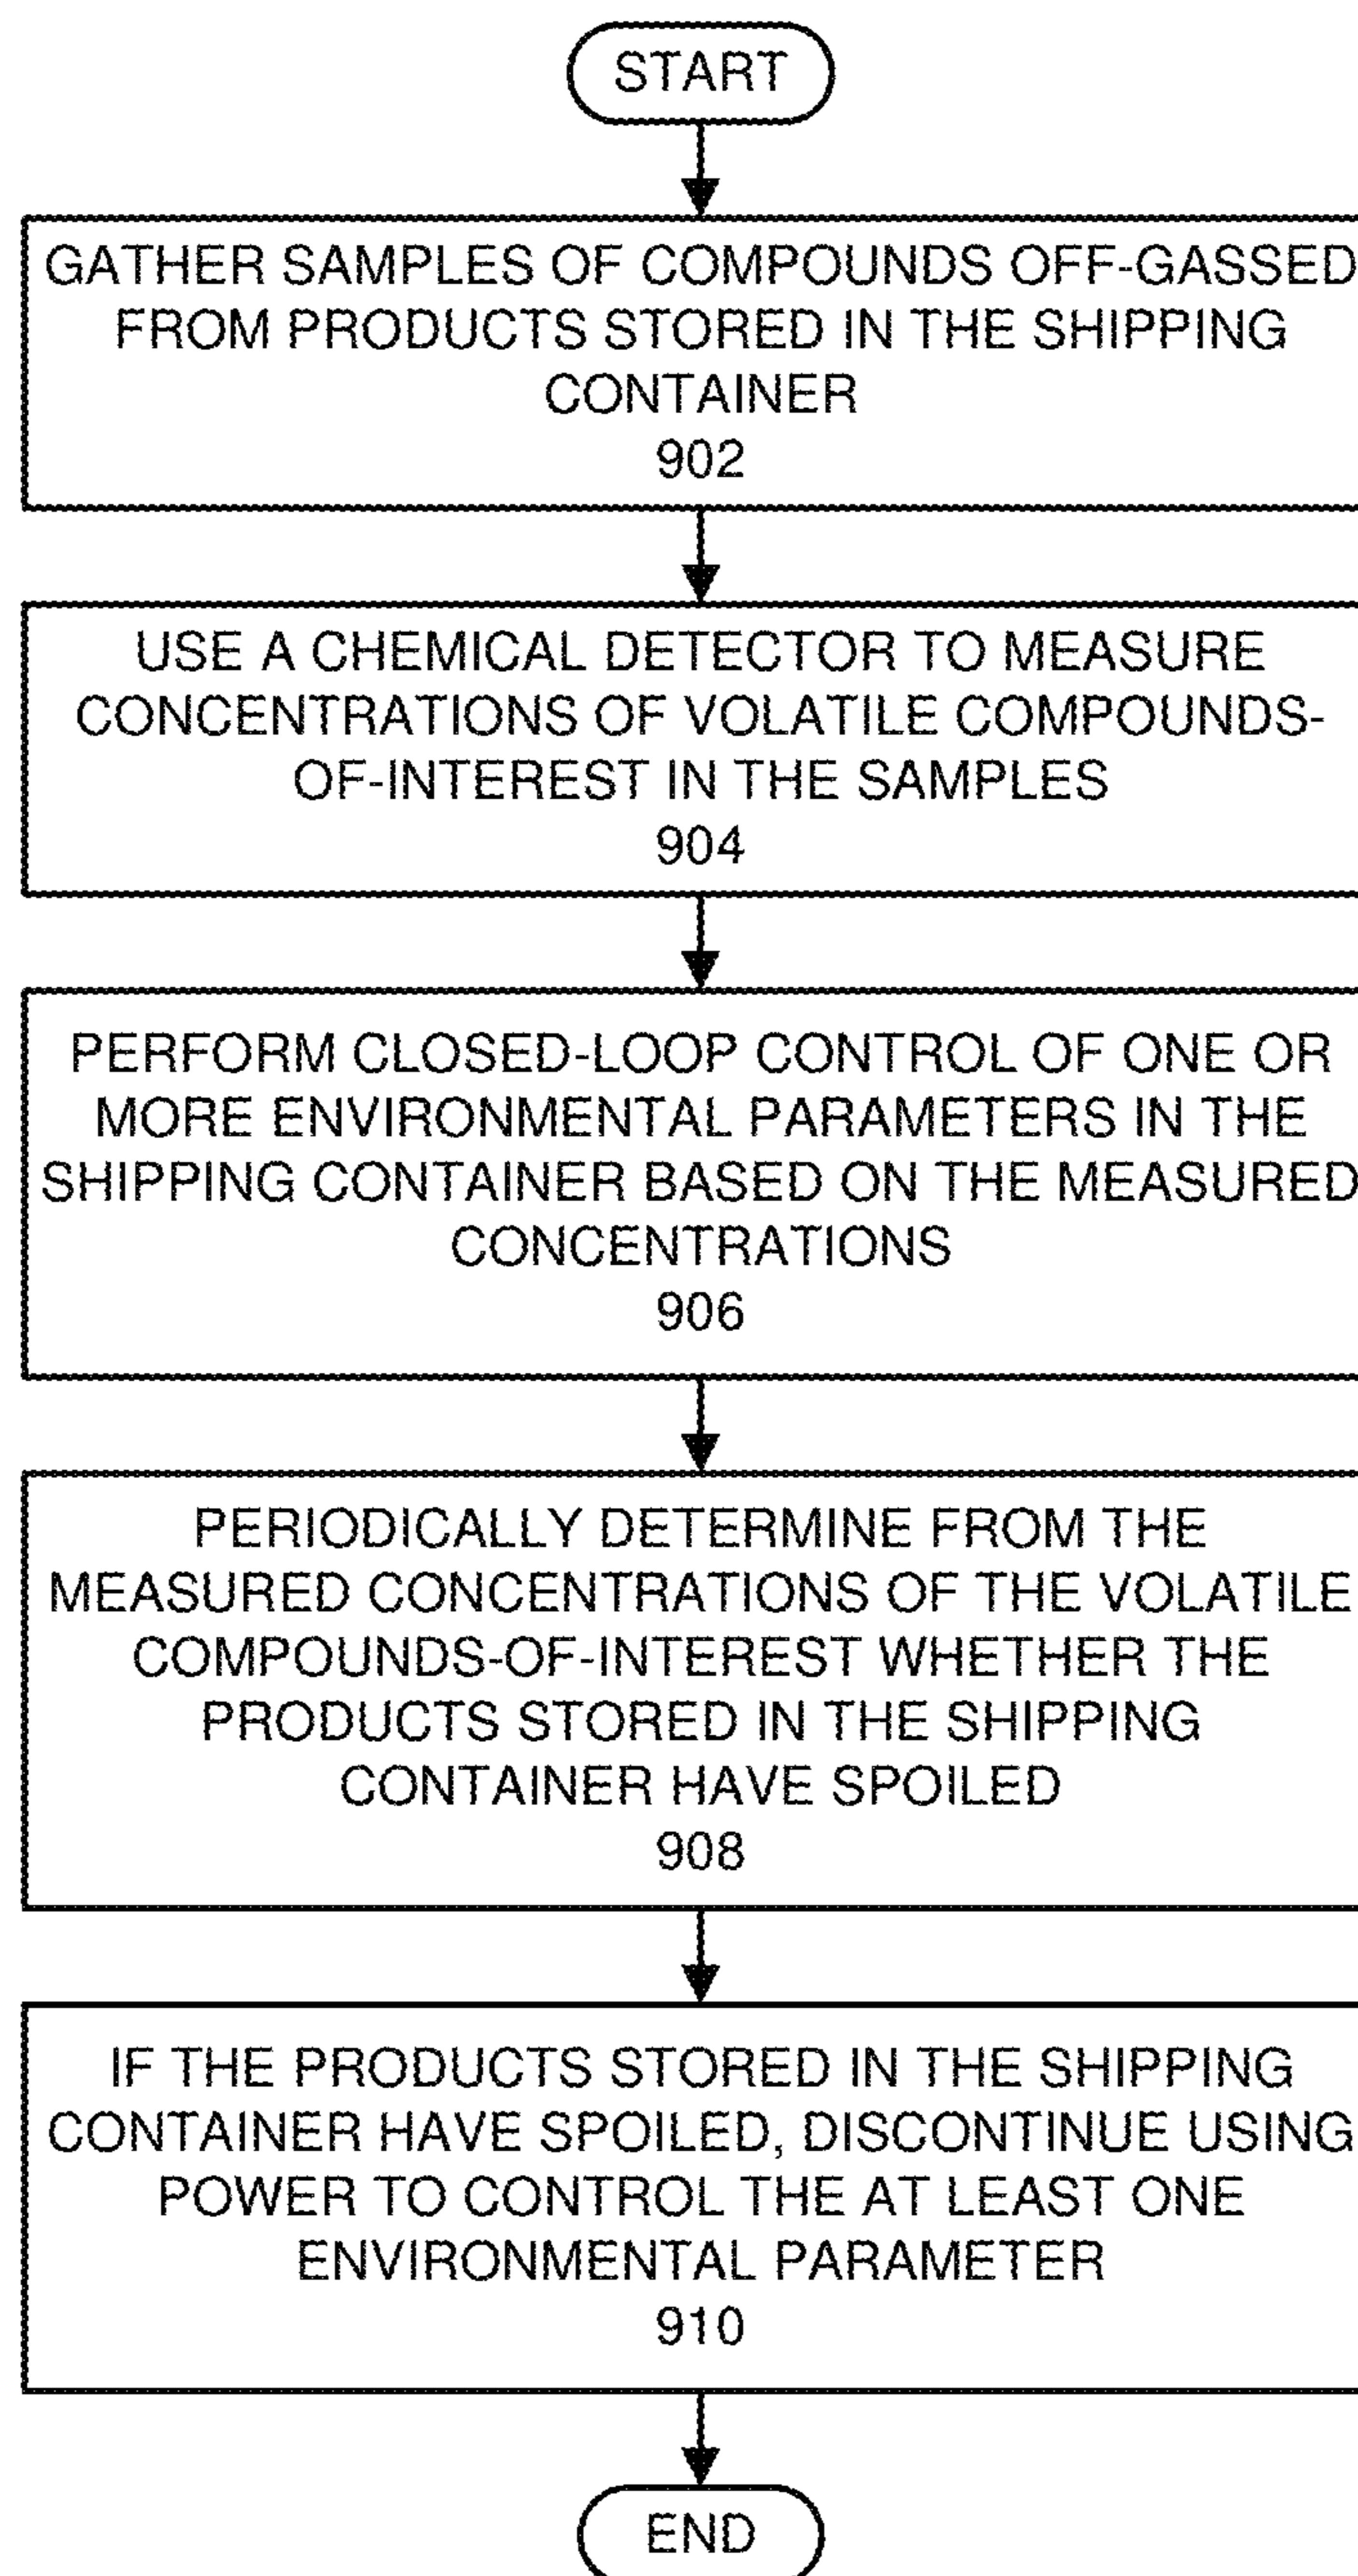 START
GATHER SAMPLES OF COMPOUNDS OFF-GASSED
FROM PRODUCTS STORED IN THE SHIPPING
CONTAINER
902
USE A CHEMICAL DETECTOR TO MEASURE
CONCENTRATIONS OF VOLATILE COMPOUNDS-
OF-INTEREST IN THE SAMPLES
904
PERFORM CLOSED-LOOP CONTROL OF ONE OR
MORE ENVIRONMENTAL PARAMETERS IN THE
SHIPPING CONTAINER BASED ON THE MEASURED
CONCENTRATIONS
906
PERIODICALLY DETERMINE FROM THE
MEASURED CONCENTRATIONS OF THE VOLATILE
COMPOUNDS-OF-INTEREST WHETHER THE
PRODUCTS STORED IN THE SHIPPING
CONTAINER HAVE SPOILED
908
IF THE PRODUCTS STORED IN THE SHIPPING
CONTAINER HAVE SPOILED, DISCONTINUE USING
POWER TO CONTROL THE AT LEAST ONE
ENVIRONMENTAL PARAMETER
910
END